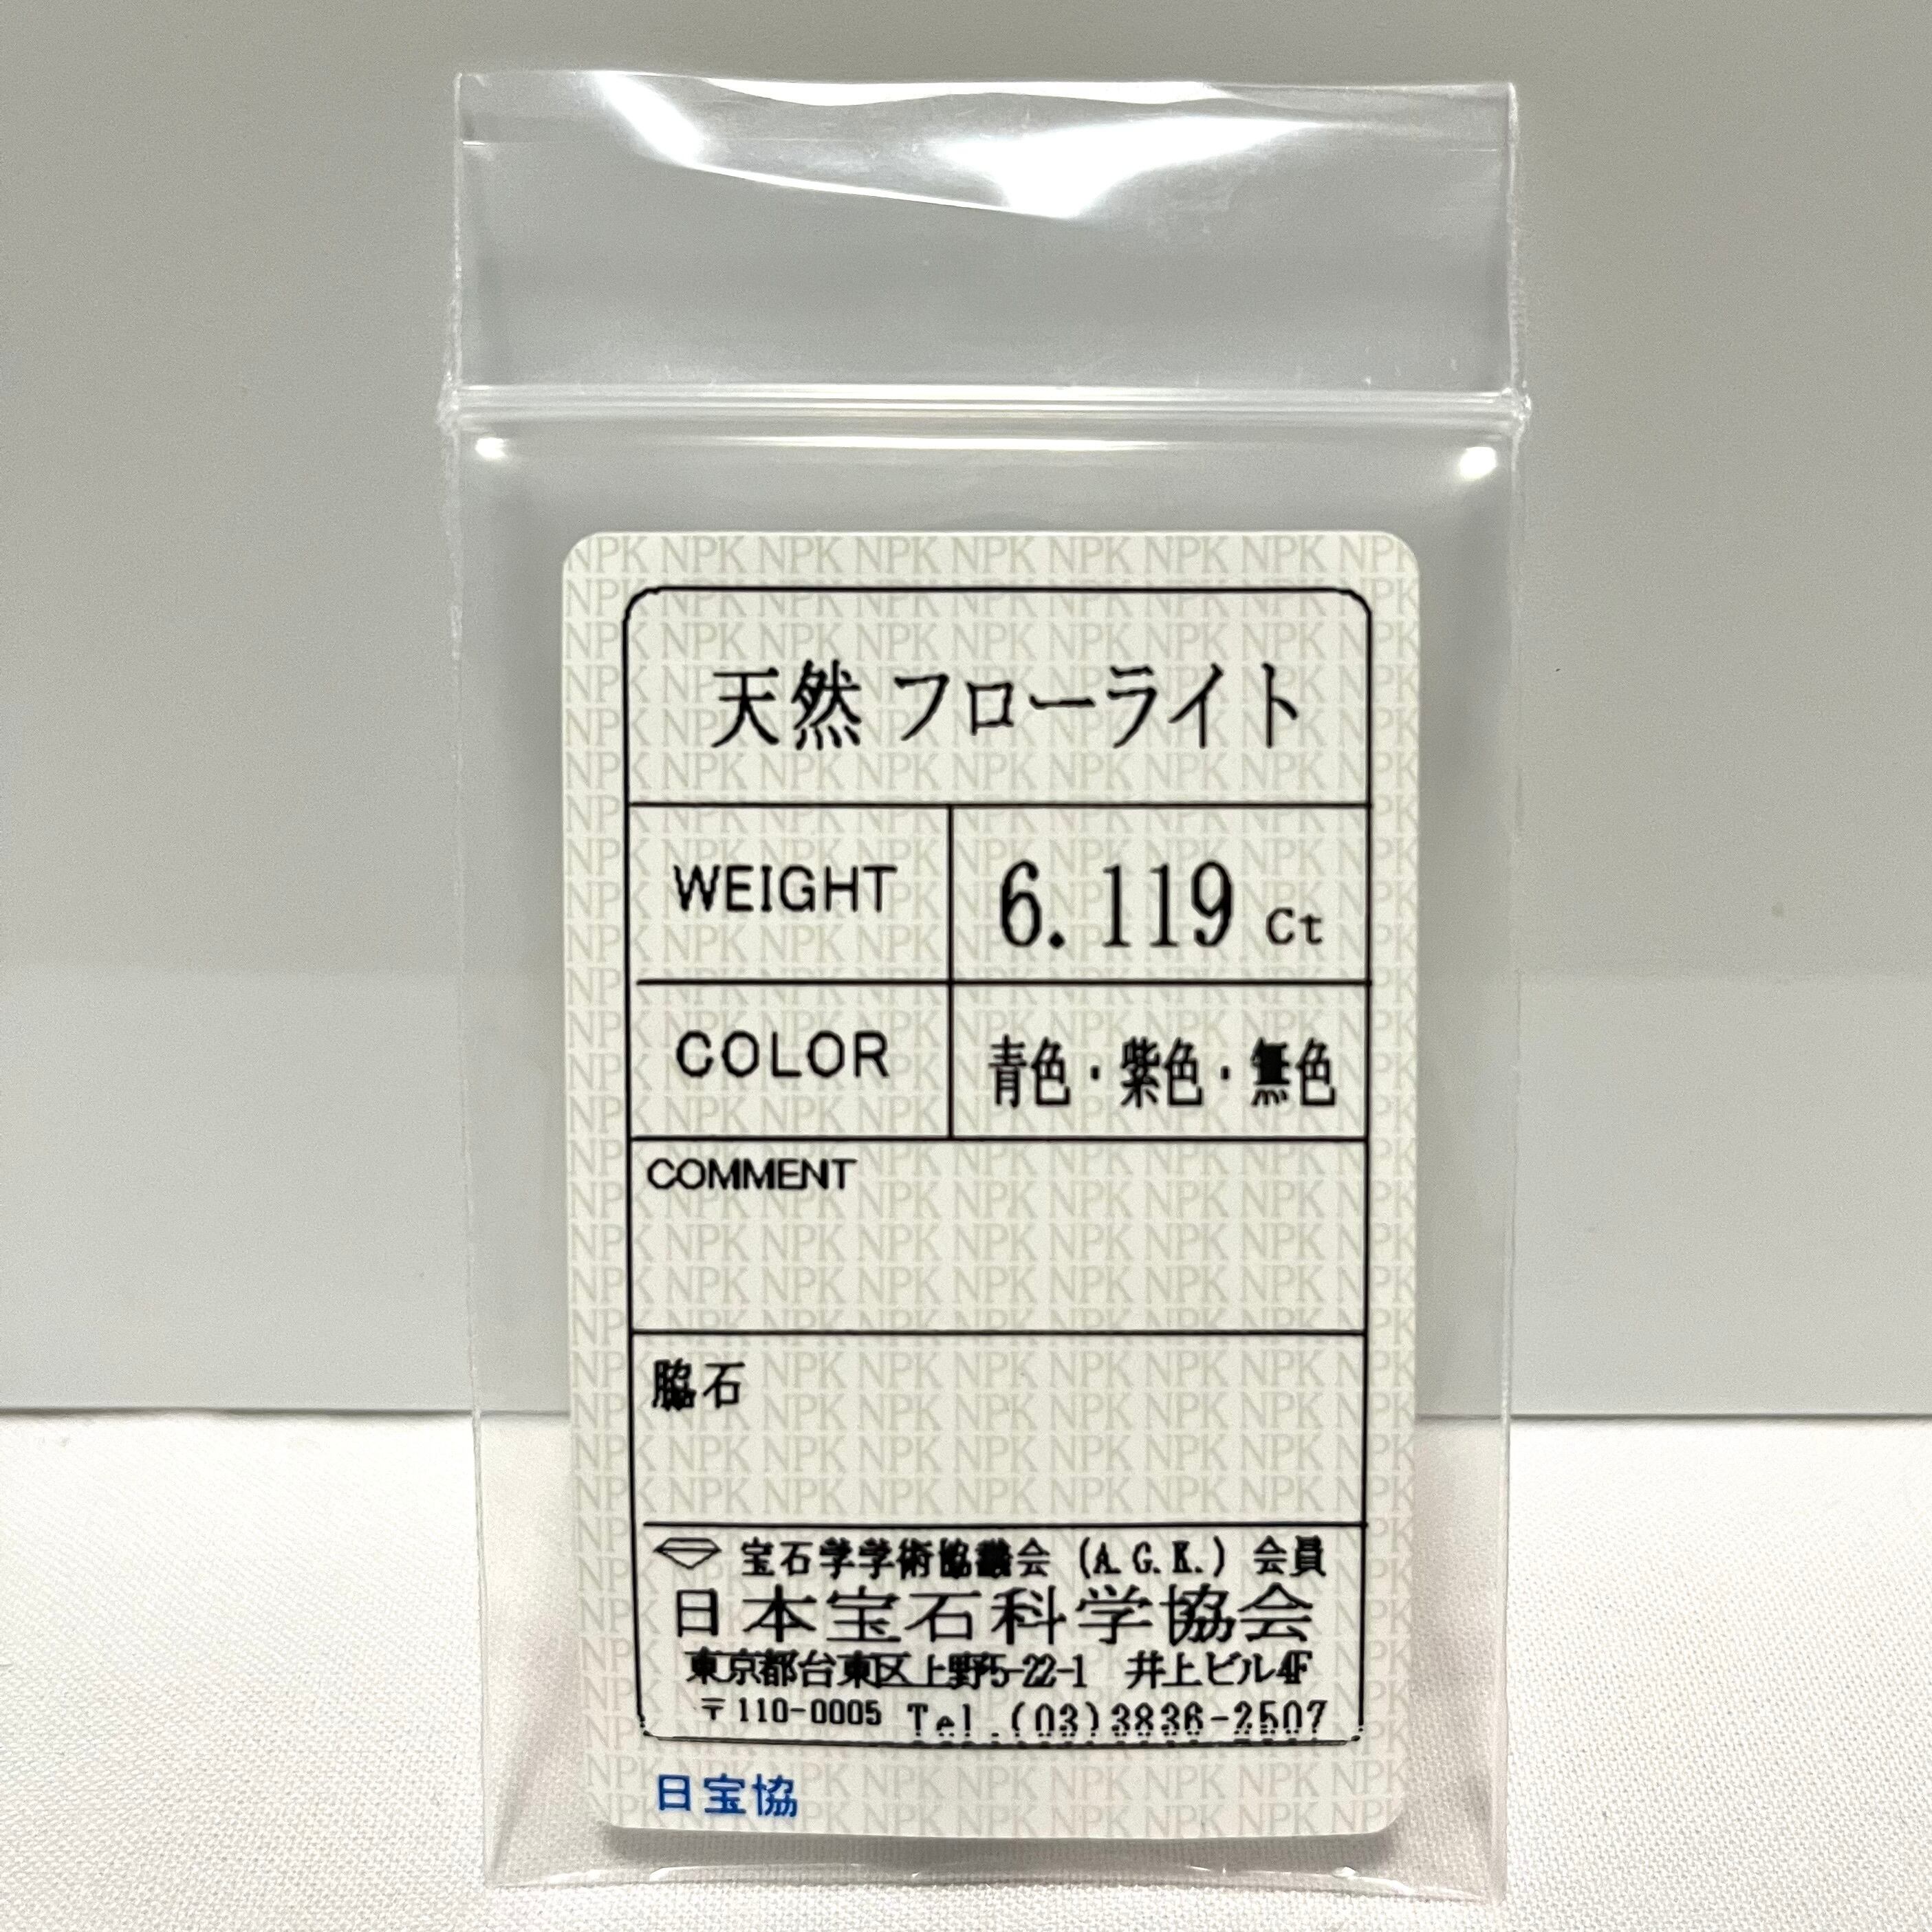 天然 フローライト
WEIGHT 6.119 Ct
COLOR 青色・紫色・無色
COMMENT
脇石
宝石学学術協議会 (A.G.K.) 会員
日本宝石科学協会
東京都台東区上野5-22-1 井上ビル4F
〒110-0005 Tel.(03)3836-2507
日宝協